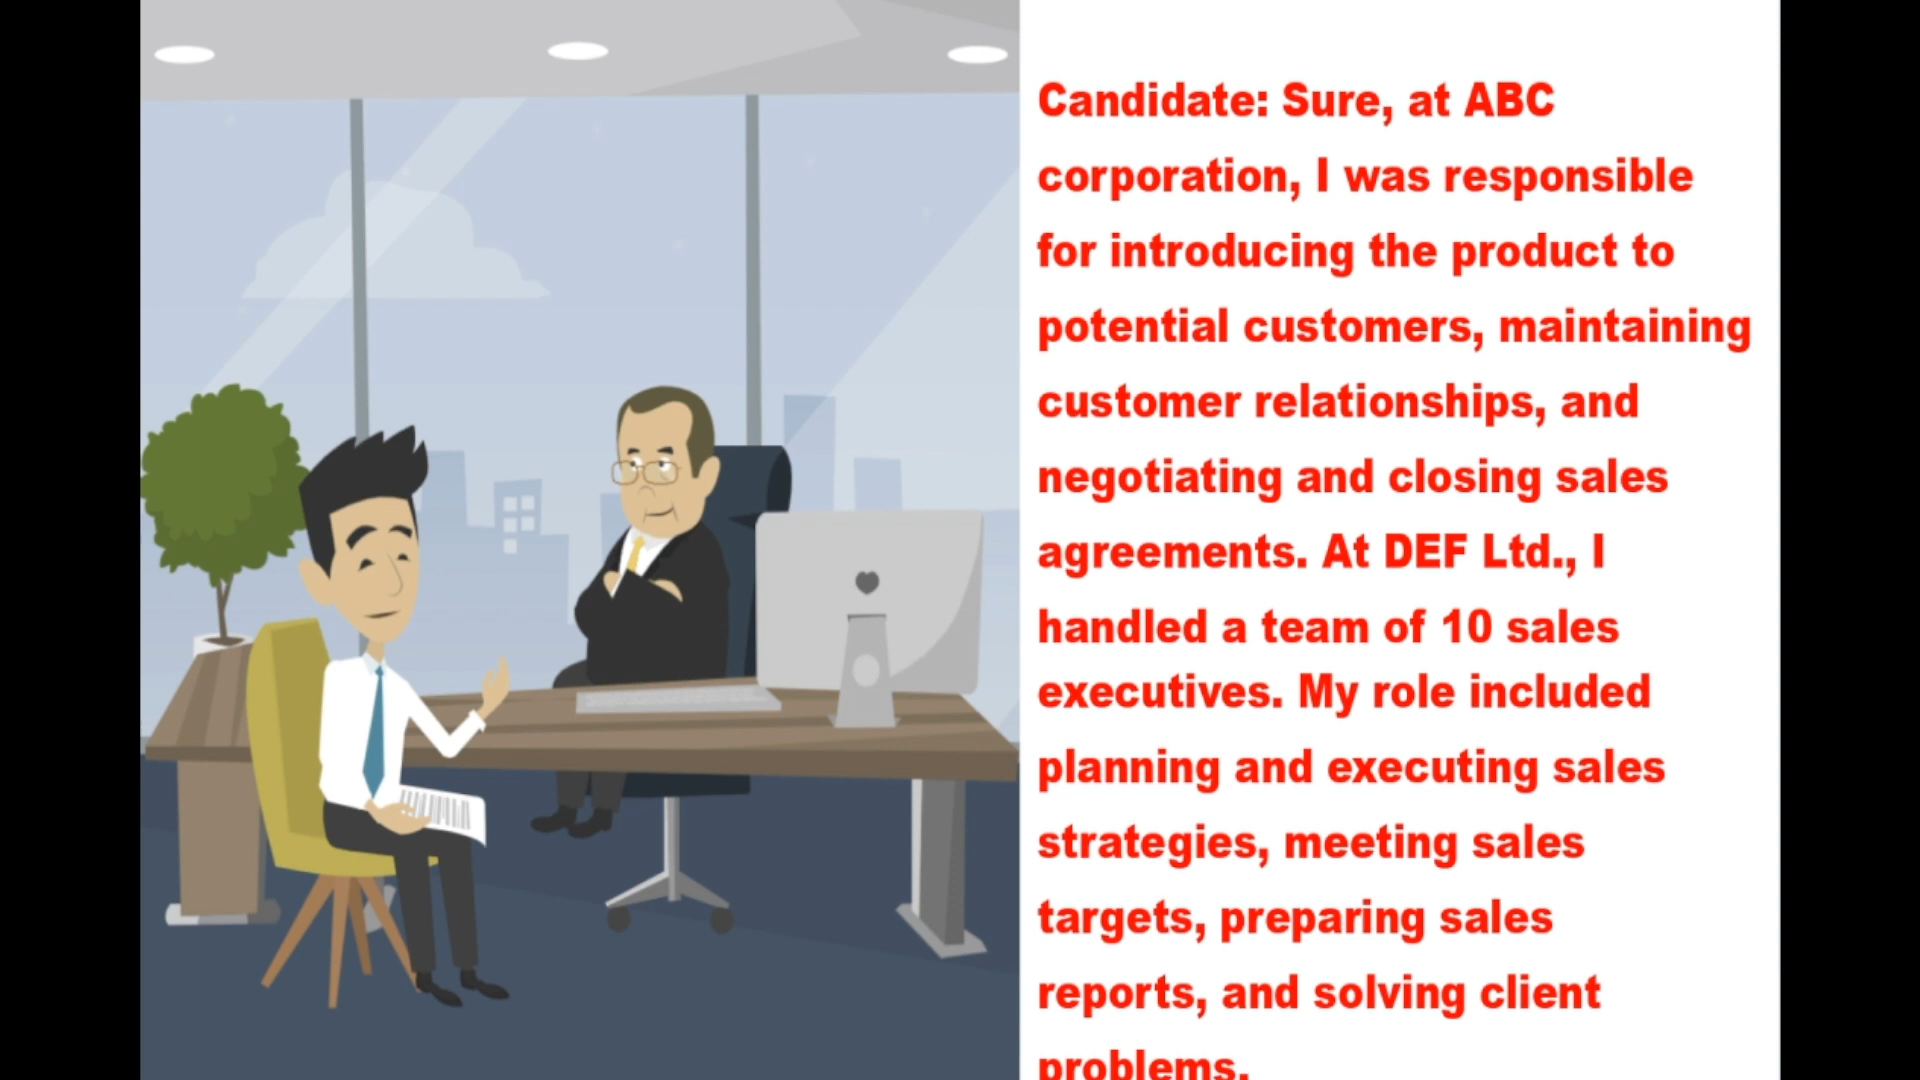 Candidate: Sure, at ABC
corporation, I was responsible
for introducing the product to
potential customers, maintaining
customer relationships, and
negotiating and closing sales
agreements. At DEF Ltd., I
handled a team of 10 sales
executives. My role included
planning and executing sales
strategies, meeting sales
targets, preparing sales
reports, and solving client
problems.